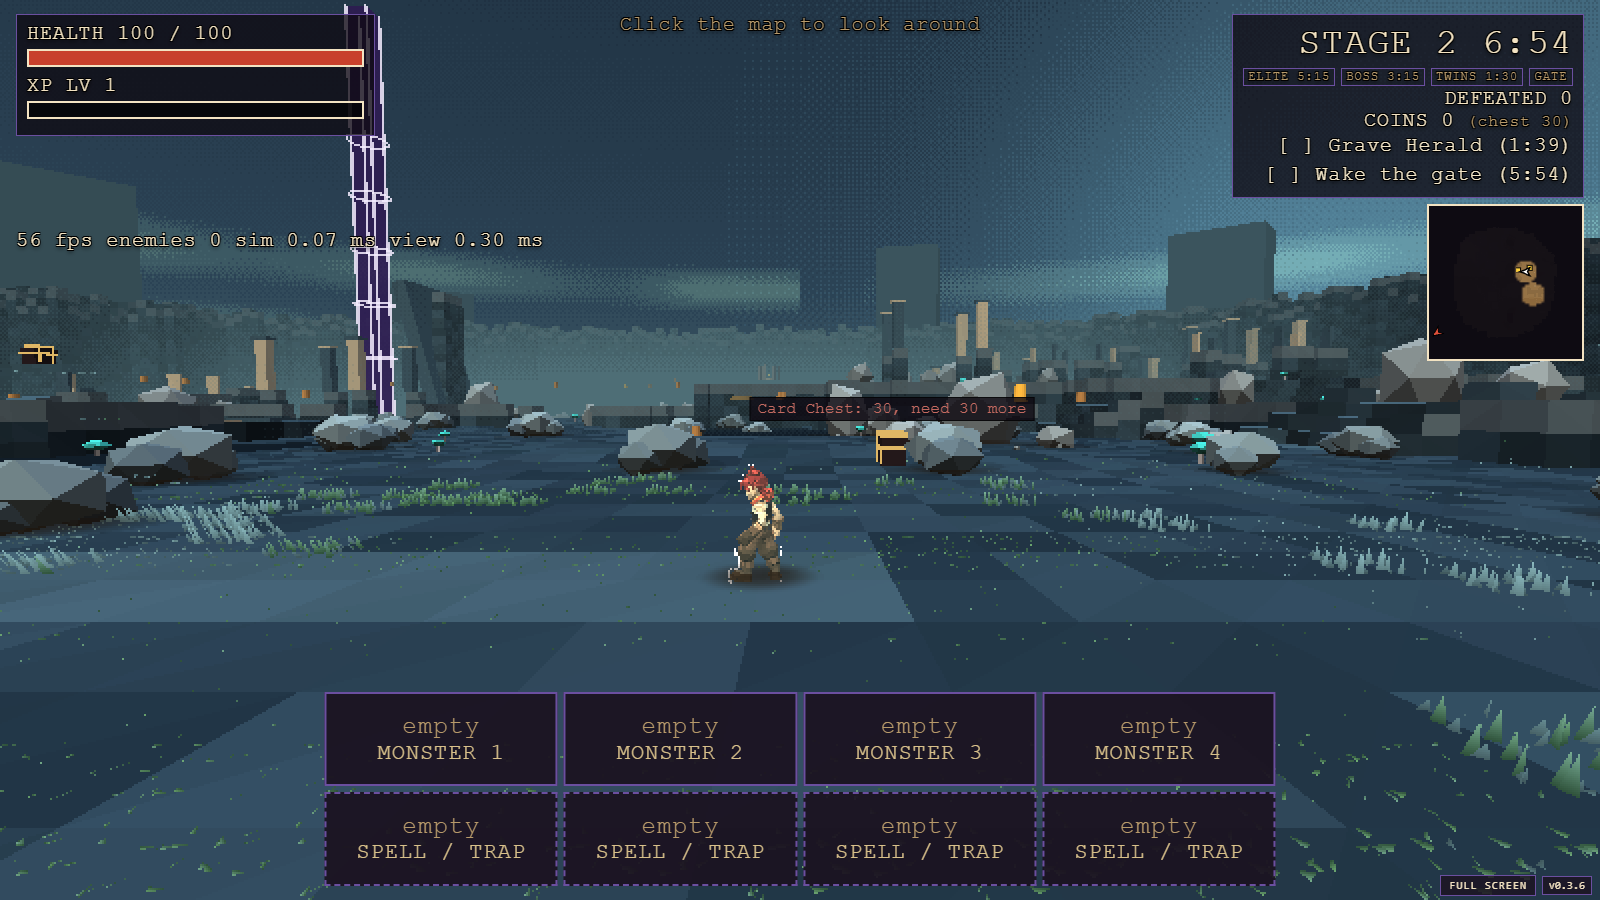 HEALTH 100 / 100
XP LV 1
Click the map to look around
STAGE 2 6:54
ELITE 5:15 BOSS 3:15 TWINS 1:30 GATE
DEFEATED 0
COINS 0 (chest 30)
[ ] Grave Herald (1:39)
[ ] Wake the gate (5:54)
56 fps enemies 0 sim 0.07 ms view 0.30 ms
Card Chest: 30, need 30 more
empty empty empty empty
MONSTER 1 MONSTER 2 MONSTER 3 MONSTER 4
empty empty empty empty
SPELL / TRAP SPELL / TRAP SPELL / TRAP SPELL / TRAP
FULL SCREEN v0.3.6